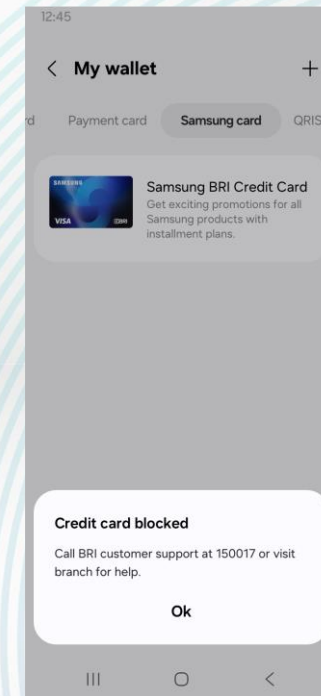 12:45
< My wallet +
d Payment card Samsung card QRIS
SAMSUNG
VISA
Samsung BRI Credit Card
Get exciting promotions for all
Samsung products with
installment plans.
Credit card blocked
Call BRI customer support at 150017 or visit
branch for help.
Ok